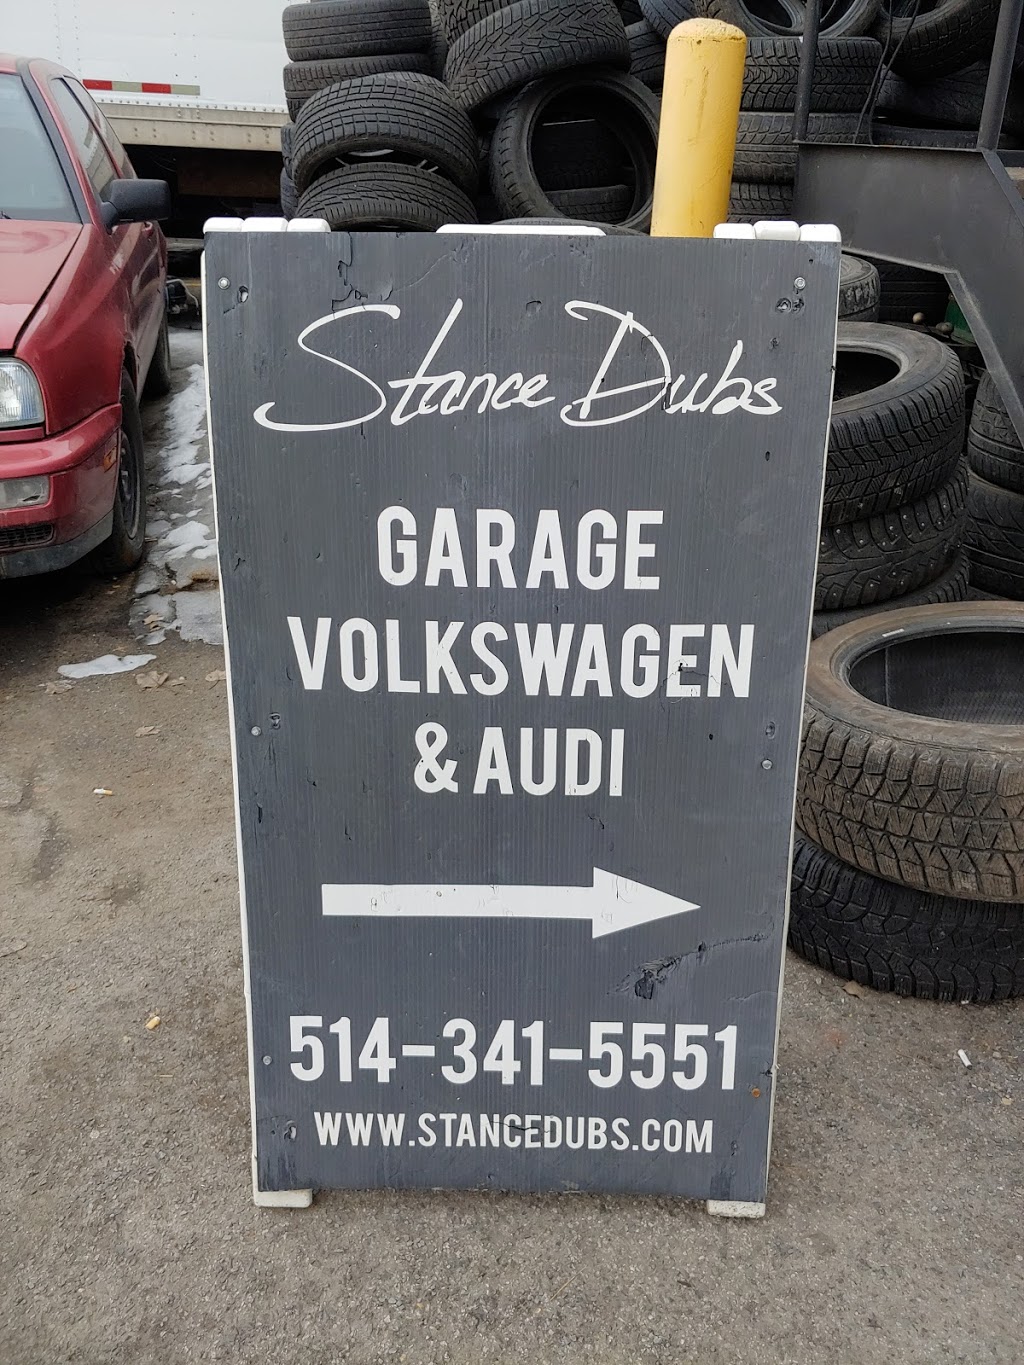 Stance Dubs
GARAGE
VOLKSWAGEN
& AUDI
514-341-5551
WWW.STANCEDUBS.COM